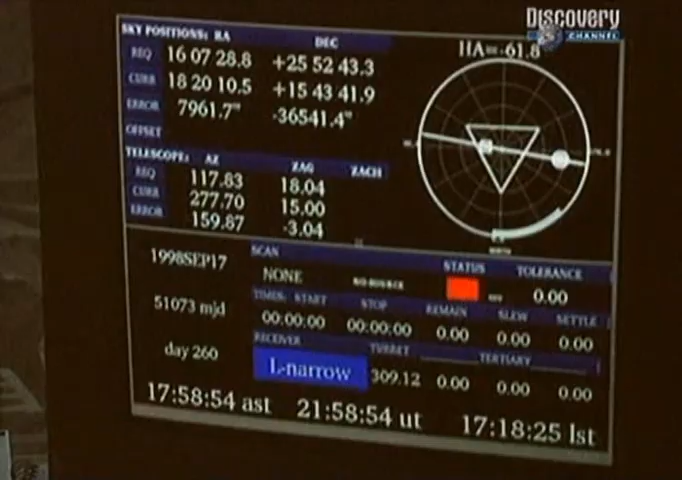 Discovery
CHANNEL
SKY POSITIONS: RA DEC
REQ 16 07 28.8 +25 52 43.3
CURR 18 20 10.5 +15 43 41.9
ERROR 7961.7" -36541.4"
OFFSET
HA=-61.8
TELESCOPE: AZ ZAG ZACH
REQ 117.83 18.04
CURR 277.70 15.00
ERROR 159.87 -3.04
1998SEP17
51073 mjd
day 260
SCAN STATUS TOLERANCE
NONE 0.00
TIMES: START STOP REMAIN SLEW SETTLE
00:00:00 00:00:00 0.00 0.00 0.00
RECEIVER TURRET TERTIARY
L-narrow 309.12 0.00 0.00 0.00
17:58:54 ast 21:58:54 ut 17:18:25 lst